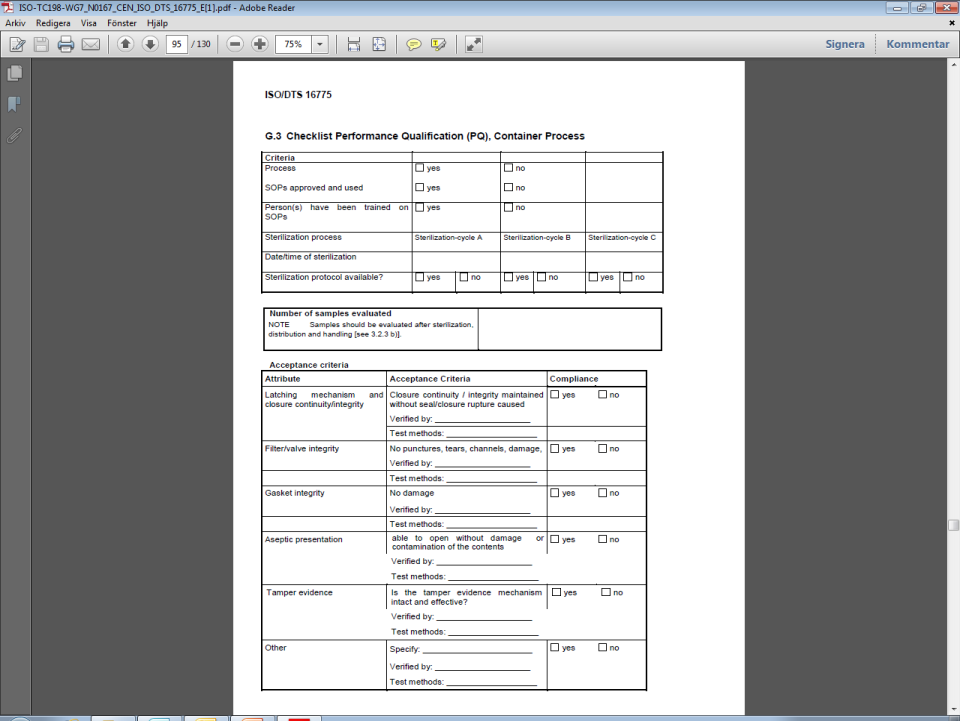 ISO-TC198-WG7_N0167_CEN_ISO_DTS_16775_E[1].pdf - Adobe Reader
Arkiv Redigera Visa Fönster Hjälp
95 / 130 75% Signera Kommentar
ISO/DTS 16775
G.3 Checklist Performance Qualification (PQ), Container Process
Criteria
Process yes no
SOPs approved and used yes no
Person(s) have been trained on yes no
SOPs
Sterilization process Sterilization-cycle A Sterilization-cycle B Sterilization-cycle C
Date/time of sterilization
Sterilization protocol available? yes no yes no yes no
Number of samples evaluated
NOTE Samples should be evaluated after sterilization,
distribution and handling [see 3.2.3 b)].
Acceptance criteria
Attribute Acceptance Criteria Compliance
Latching mechanism and Closure continuity / integrity maintained yes no
closure continuity/integrity without seal/closure rupture caused
Verified by: ____________________
Test methods: ____________________
Filter/valve integrity No punctures, tears, channels, damage, yes no
Verified by: ____________________
Test methods: ____________________
Gasket integrity No damage yes no
Verified by: ____________________
Test methods: ____________________
Aseptic presentation able to open without damage or yes no
contamination of the contents
Verified by: ____________________
Test methods: ____________________
Tamper evidence Is the tamper evidence mechanism yes no
intact and effective?
Verified by: ____________________
Test methods: ____________________
Other Specify: ____________________ yes no
Verified by: ____________________
Test methods: ____________________